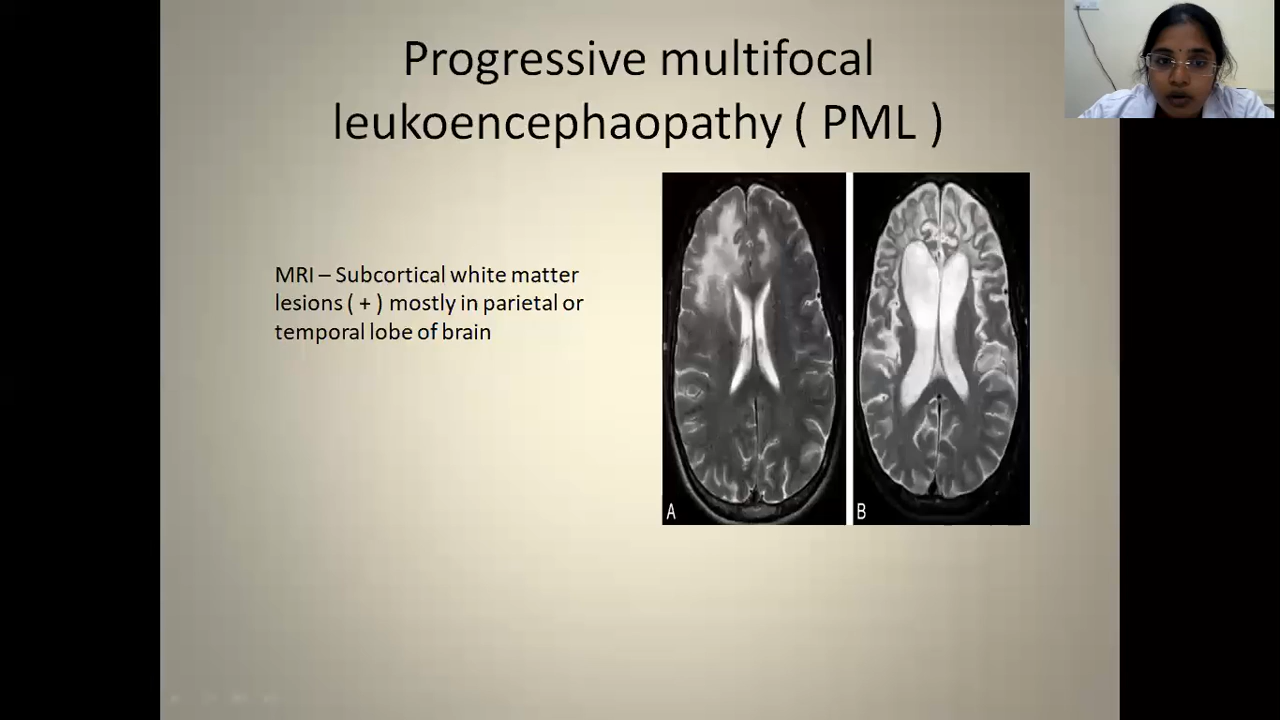 Progressive multifocal
leukoencephaopathy ( PML )
MRI – Subcortical white matter
lesions ( + ) mostly in parietal or
temporal lobe of brain
A
B